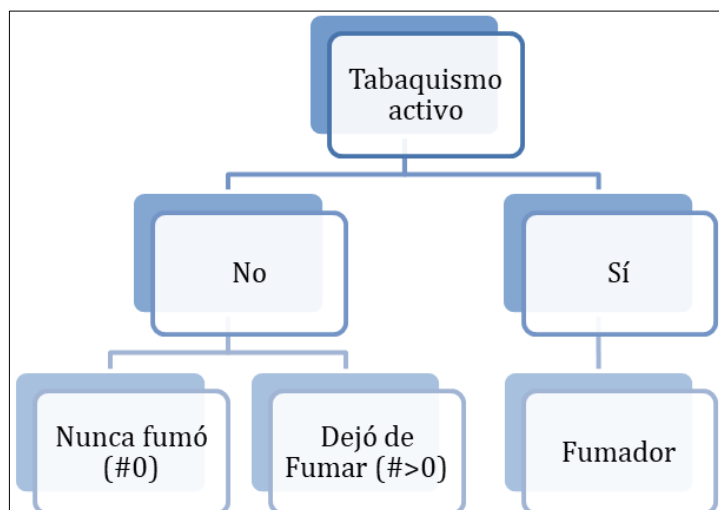 Tabaquismo
activo
No
Sí
Nunca fumó
(#0)
Dejó de
Fumar (#>0)
Fumador